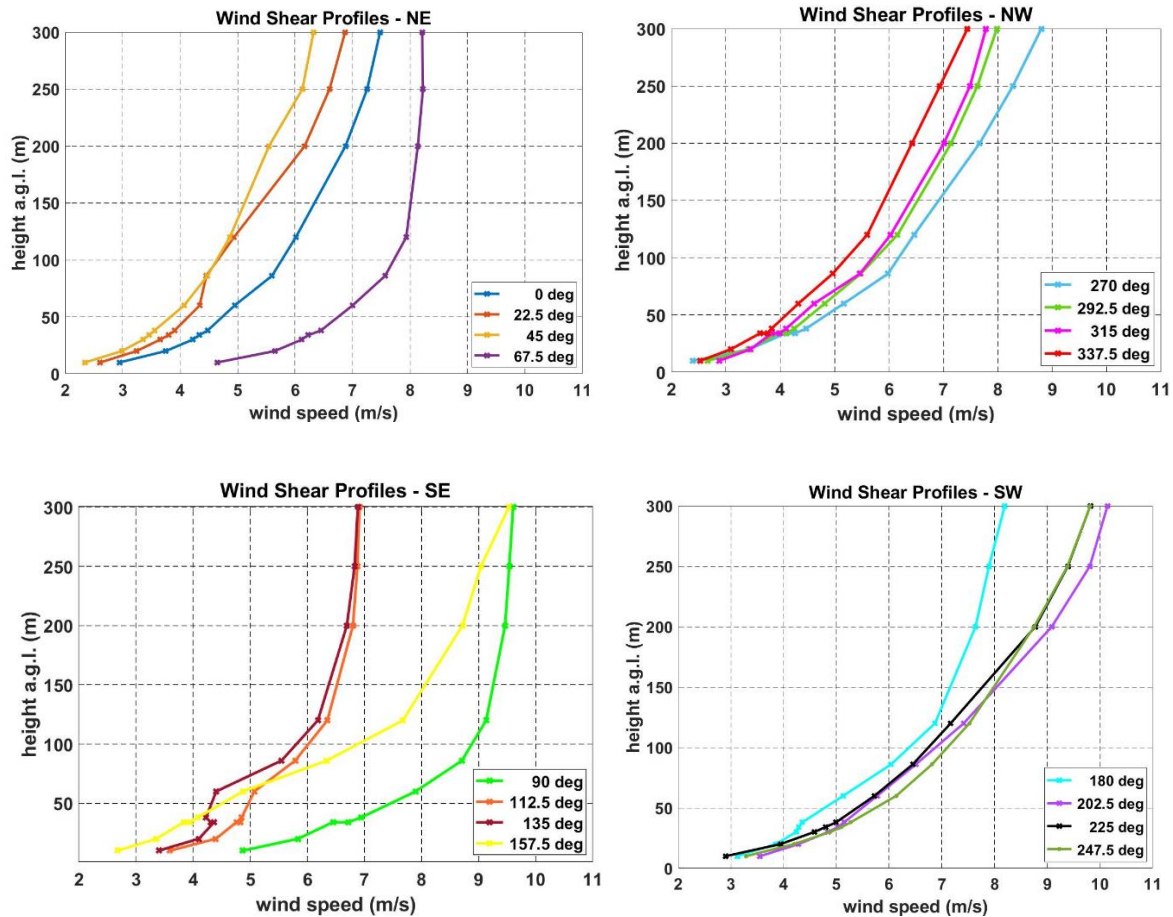 Wind Shear Profiles - NE
300
250
200
150
100
50
0
height a.g.l. (m)
2 3 4 5 6 7 8 9 10 11
wind speed (m/s)
0 deg
22.5 deg
45 deg
67.5 deg
Wind Shear Profiles - NW
300
250
200
150
100
50
0
height a.g.l. (m)
2 3 4 5 6 7 8 9 10 11
wind speed (m/s)
270 deg
292.5 deg
315 deg
337.5 deg
Wind Shear Profiles - SE
300
250
200
150
100
50
height a.g.l. (m)
2 3 4 5 6 7 8 9 10 11
wind speed (m/s)
90 deg
112.5 deg
135 deg
157.5 deg
Wind Shear Profiles - SW
300
250
200
150
100
50
0
height a.g.l. (m)
2 3 4 5 6 7 8 9 10 11
wind speed (m/s)
180 deg
202.5 deg
225 deg
247.5 deg